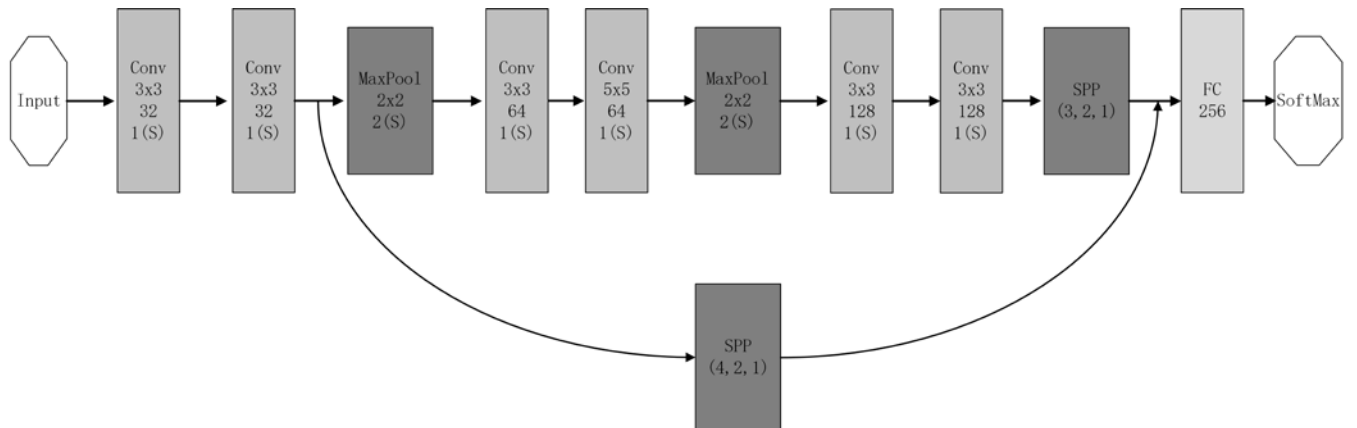 Input
Conv
3x3
32
1(S)
Conv
3x3
32
1(S)
MaxPool
2x2
2(S)
Conv
3x3
64
1(S)
Conv
5x5
64
1(S)
MaxPool
2x2
2(S)
Conv
3x3
128
1(S)
Conv
3x3
128
1(S)
SPP
(3,2,1)
FC
256
SoftMax
SPP
(4,2,1)